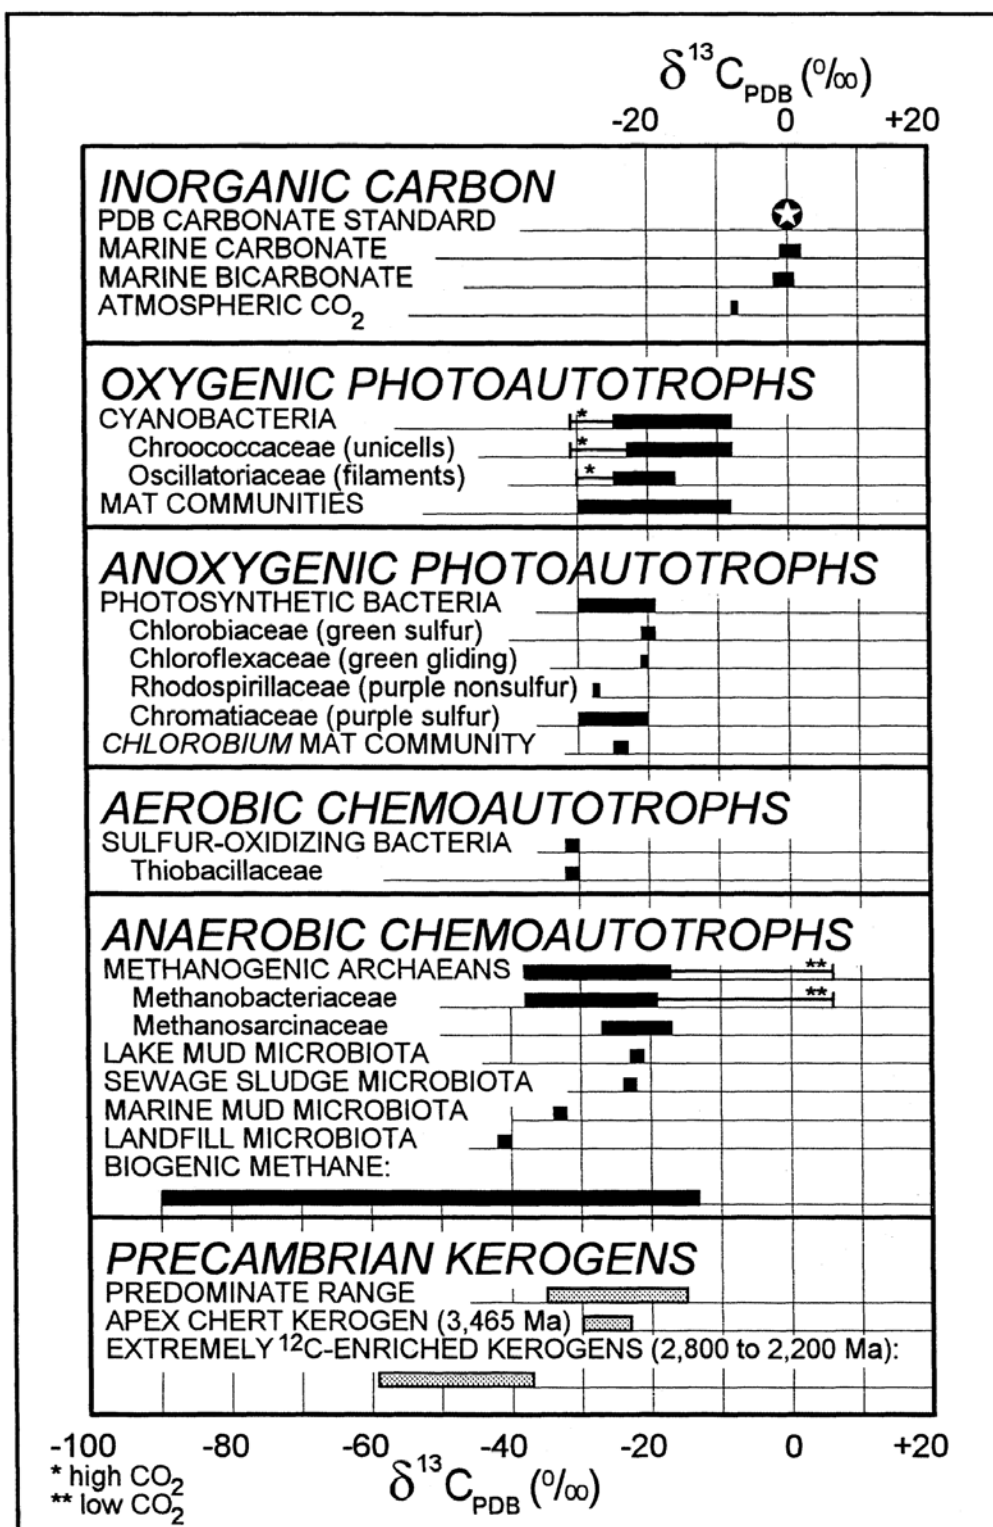 δ¹³C_PDB (‰)
-20 0 +20
INORGANIC CARBON
PDB CARBONATE STANDARD
MARINE CARBONATE
MARINE BICARBONATE
ATMOSPHERIC CO₂
OXYGENIC PHOTOAUTOTROPHS
CYANOBACTERIA *
Chroococcaceae (unicells) *
Oscillatoriaceae (filaments) *
MAT COMMUNITIES
ANOXYGENIC PHOTOAUTOTROPHS
PHOTOSYNTHETIC BACTERIA
Chlorobiaceae (green sulfur)
Chloroflexaceae (green gliding)
Rhodospirillaceae (purple nonsulfur)
Chromatiaceae (purple sulfur)
CHLOROBIUM MAT COMMUNITY
AEROBIC CHEMOAUTOTROPHS
SULFUR-OXIDIZING BACTERIA
Thiobacillaceae
ANAEROBIC CHEMOAUTOTROPHS
METHANOGENIC ARCHAEANS **
Methanobacteriaceae **
Methanosarcinaceae
LAKE MUD MICROBIOTA
SEWAGE SLUDGE MICROBIOTA
MARINE MUD MICROBIOTA
LANDFILL MICROBIOTA
BIOGENIC METHANE:
PRECAMBRIAN KEROGENS
PREDOMINATE RANGE
APEX CHERT KEROGEN (3,465 Ma)
EXTREMELY ¹²C-ENRICHED KEROGENS (2,800 to 2,200 Ma):
-100 -80 -60 -40 -20 0 +20
* high CO₂
δ¹³C_PDB (‰)
** low CO₂